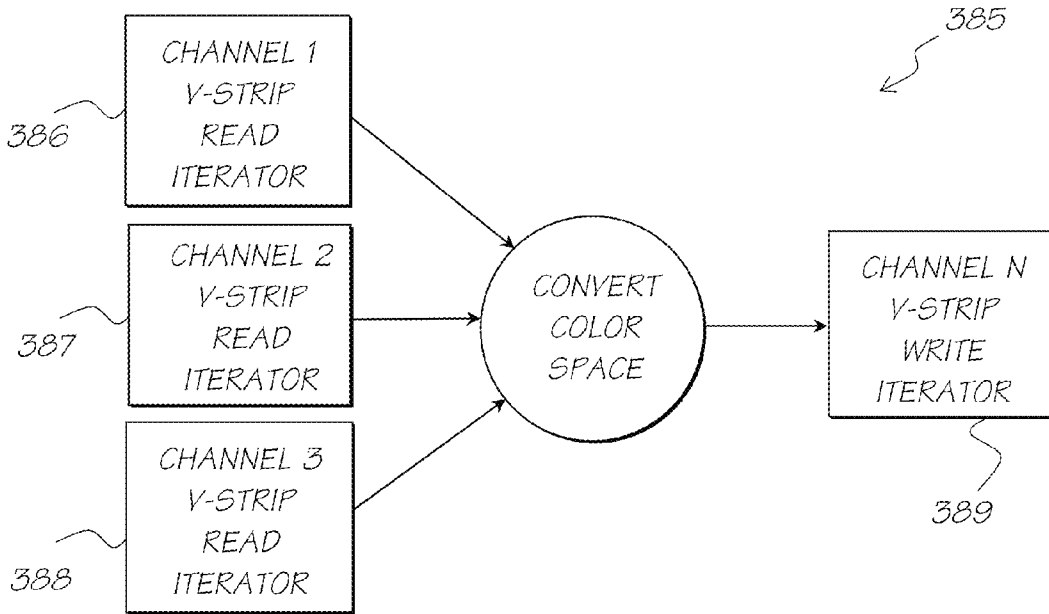 385
CHANNEL 1
V-STRIP
READ
ITERATOR
386
CHANNEL 2
V-STRIP
READ
ITERATOR
387
CHANNEL 3
V-STRIP
READ
ITERATOR
388
CONVERT
COLOR
SPACE
CHANNEL N
V-STRIP
WRITE
ITERATOR
389